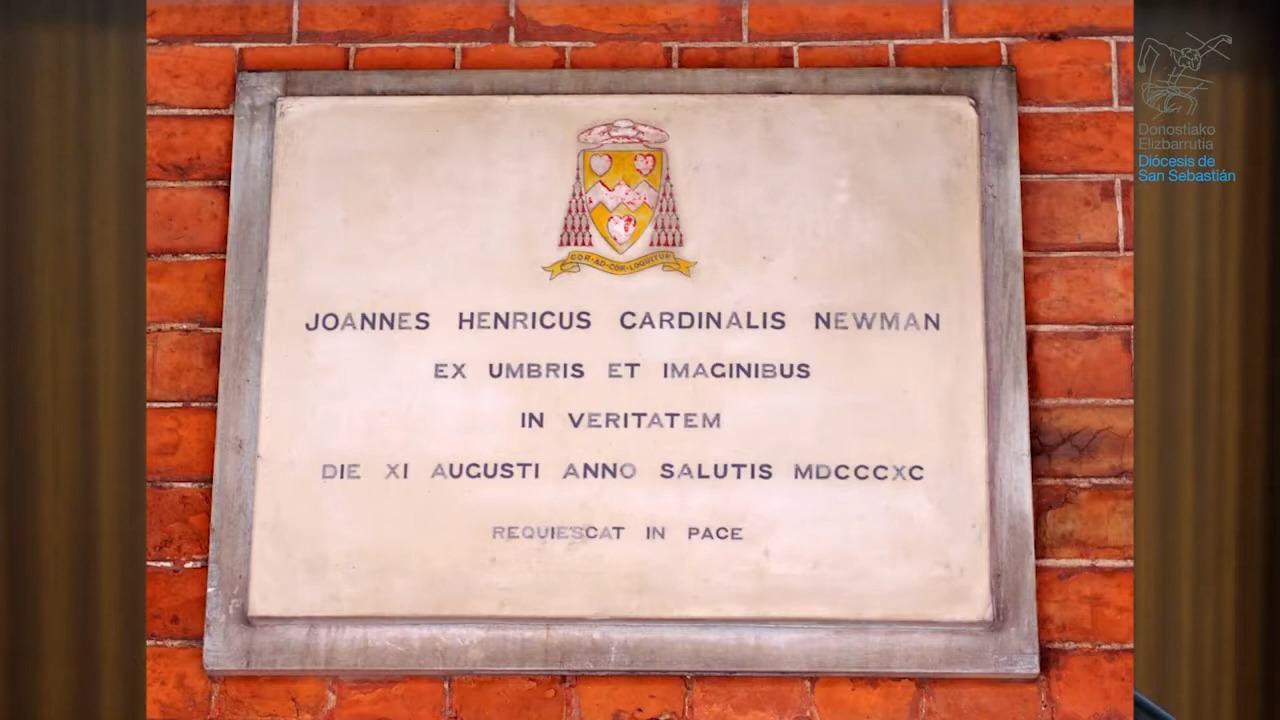 COR·AD·COR·LOQUITUR
JOANNES HENRICUS CARDINALIS NEWMAN
EX UMBRIS ET IMAGINIBUS
IN VERITATEM
DIE XI AUGUSTI ANNO SALUTIS MDCCCXC
REQUIESCAT IN PACE
Donostiako
Elizbarrutia
Diócesis de
San Sebastián